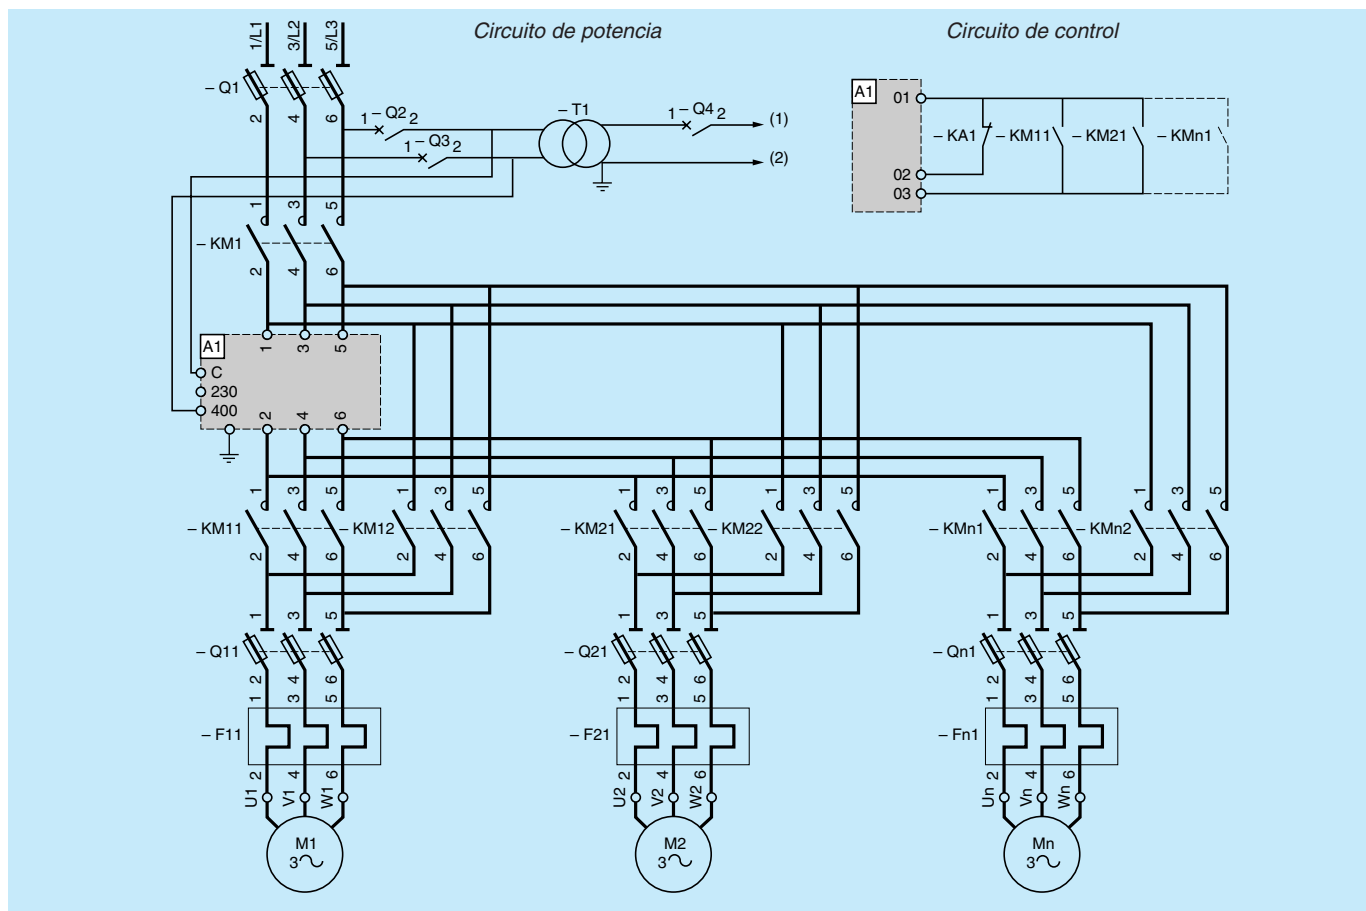 Circuito de potencia
Circuito de control
1/L1 3/L2 5/L3
– Q1
2 4 6
1 – Q2 2
1 – Q3 2
– T1
1 – Q4 2
(1)
(2)
A1
01
02
03
– KA1 – KM11 – KM21 – KMn1
1 3 5
– KM1
2 4 6
A1
1 3 5
C
230
400
2 4 6
1 3 5 1 3 5 1 3 5 1 3 5 1 3 5 1 3 5
– KM11 – KM12 – KM21 – KM22 – KMn1 – KMn2
2 4 6 2 4 6 2 4 6 2 4 6 2 4 6 2 4 6
1 3 5 1 3 5 1 3 5
– Q11 – Q21 – Qn1
2 4 6 2 4 6 2 4 6
1 3 5 1 3 5 1 3 5
– F11 – F21 – Fn1
2 4 6 2 4 6 2 4 6
U1 V1 W1 U2 V2 W2 Un Vn Wn
M1 M2 Mn
3 3 3